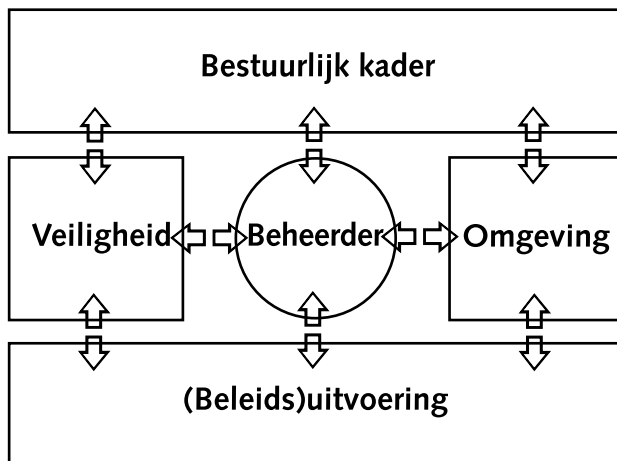 Bestuurlijk kader
Veiligheid
Beheerder
Omgeving
(Beleids)uitvoering